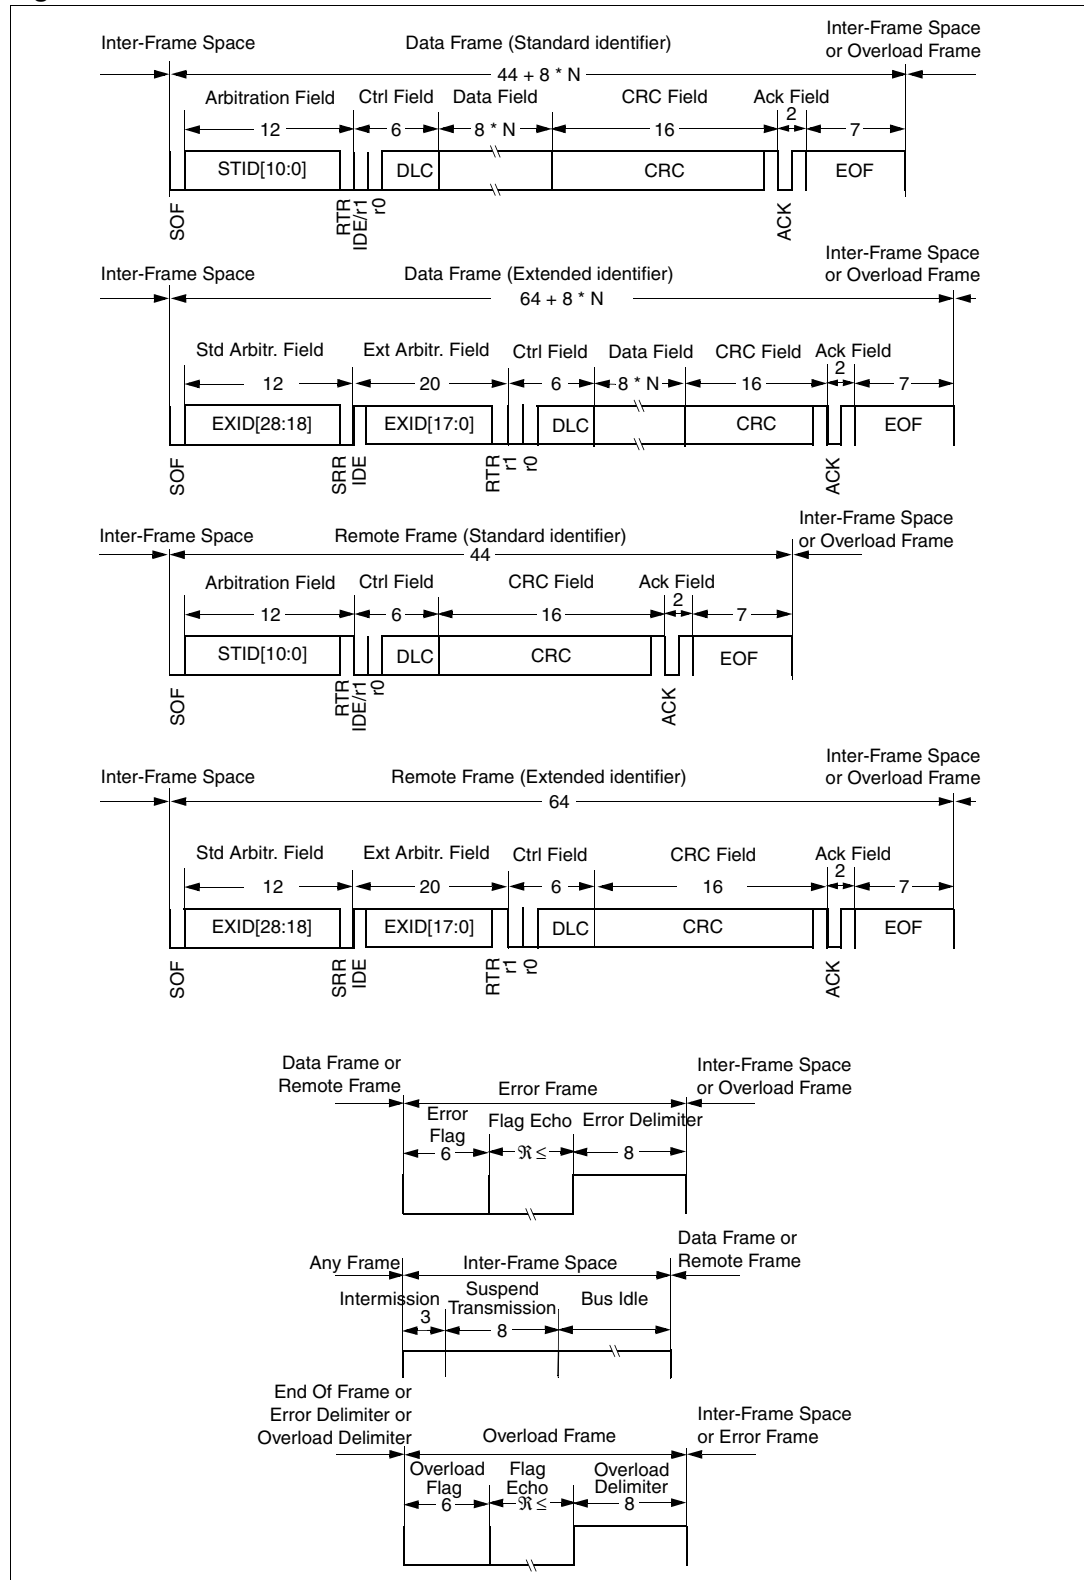 Inter-Frame Space
Data Frame (Standard identifier)
Inter-Frame Space
or Overload Frame
44 + 8 * N
Arbitration Field
Ctrl Field
Data Field
CRC Field
Ack Field
12
6
8 * N
16
2
7
STID[10:0]
DLC
CRC
EOF
SOF
RTR
IDE/r1
r0
ACK
Inter-Frame Space
Data Frame (Extended identifier)
Inter-Frame Space
or Overload Frame
64 + 8 * N
Std Arbitr. Field
Ext Arbitr. Field
Ctrl Field
Data Field
CRC Field
Ack Field
12
20
6
8 * N
16
2
7
EXID[28:18]
EXID[17:0]
DLC
CRC
EOF
SOF
SRR
IDE
RTR
r1
r0
ACK
Inter-Frame Space
Remote Frame (Standard identifier)
Inter-Frame Space
or Overload Frame
44
Arbitration Field
Ctrl Field
CRC Field
Ack Field
12
6
16
2
7
STID[10:0]
DLC
CRC
EOF
SOF
RTR
IDE/r1
r0
ACK
Inter-Frame Space
Remote Frame (Extended identifier)
Inter-Frame Space
or Overload Frame
64
Std Arbitr. Field
Ext Arbitr. Field
Ctrl Field
CRC Field
Ack Field
12
20
6
16
2
7
EXID[28:18]
EXID[17:0]
DLC
CRC
EOF
SOF
SRR
IDE
RTR
r1
r0
ACK
Data Frame or
Remote Frame
Error Frame
Inter-Frame Space
or Overload Frame
Error
Flag
Flag Echo
Error Delimiter
6
ℜ ≤
8
Any Frame
Inter-Frame Space
Data Frame or
Remote Frame
Intermission
Suspend
Transmission
Bus Idle
3
8
End Of Frame or
Error Delimiter or
Overload Delimiter
Overload Frame
Inter-Frame Space
or Error Frame
Overload
Flag
Flag
Echo
Overload
Delimiter
6
ℜ ≤
8